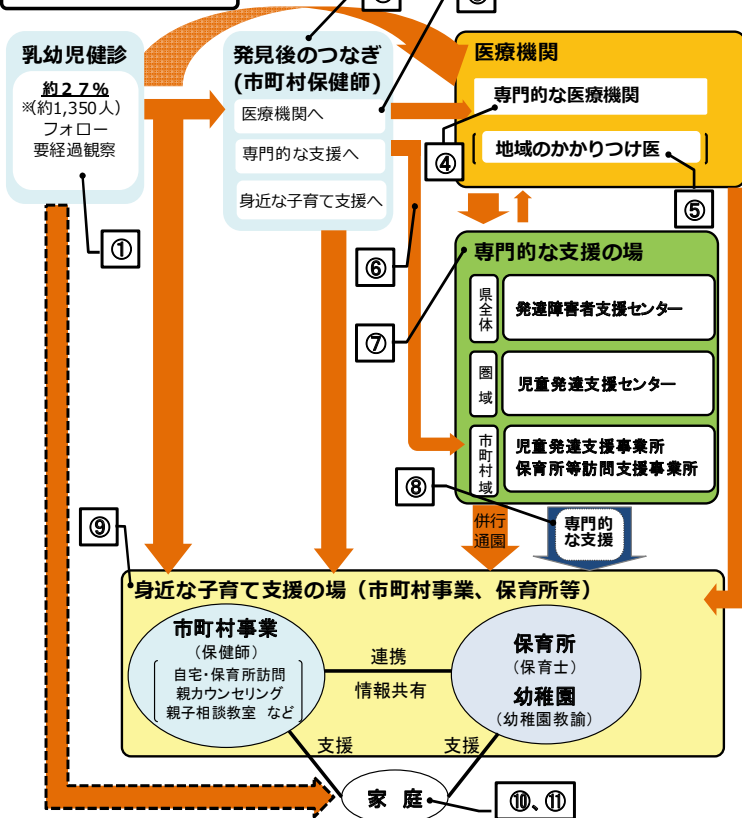 乳幼児健診
約27%
※(約1,350人)
フォロー
要経過観察
①
発見後のつなぎ
(市町村保健師)
医療機関へ
専門的な支援へ
身近な子育て支援へ
医療機関
専門的な医療機関
④
地域のかかりつけ医
⑤
⑥
⑦
専門的な支援の場
県全体
発達障害者支援センター
圏域
児童発達支援センター
市町村域
児童発達支援事業所
保育所等訪問支援事業所
⑧
併行
通園
専門的
な支援
⑨
身近な子育て支援の場（市町村事業、保育所等）
市町村事業
(保健師)
自宅・保育所訪問
親カウンセリング
親子相談教室 など
連携
情報共有
保育所
(保育士)
幼稚園
(幼稚園教諭)
支援
支援
家 庭
⑩、⑪